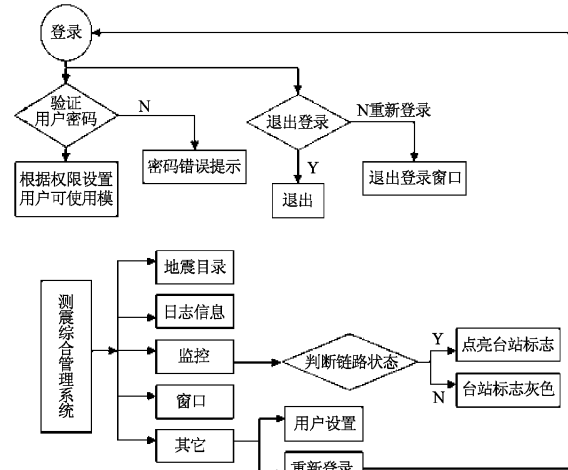 登录
验证
用户密码
N
退出登录
N重新登录
根据权限设置
用户可使用模
密码错误提示
Y
退出
退出登录窗口
测震综合管理系统
地震目录
日志信息
监控
窗口
其它
判断链路状态
Y
点亮台站标志
N
台站标志灰色
用户设置
重新登录